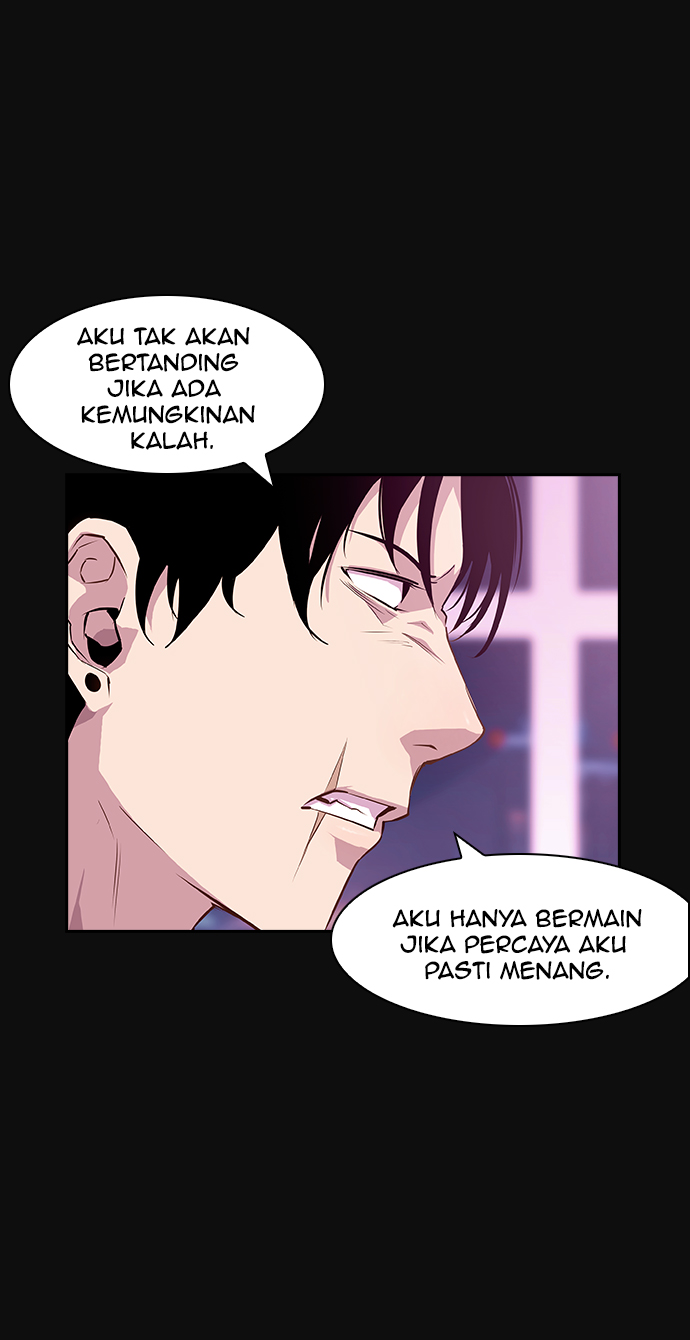 AKU TAK AKAN
BERTANDING
JIKA ADA
KEMUNGKINAN
KALAH.
AKU HANYA BERMAIN
JIKA PERCAYA AKU
PASTI MENANG.